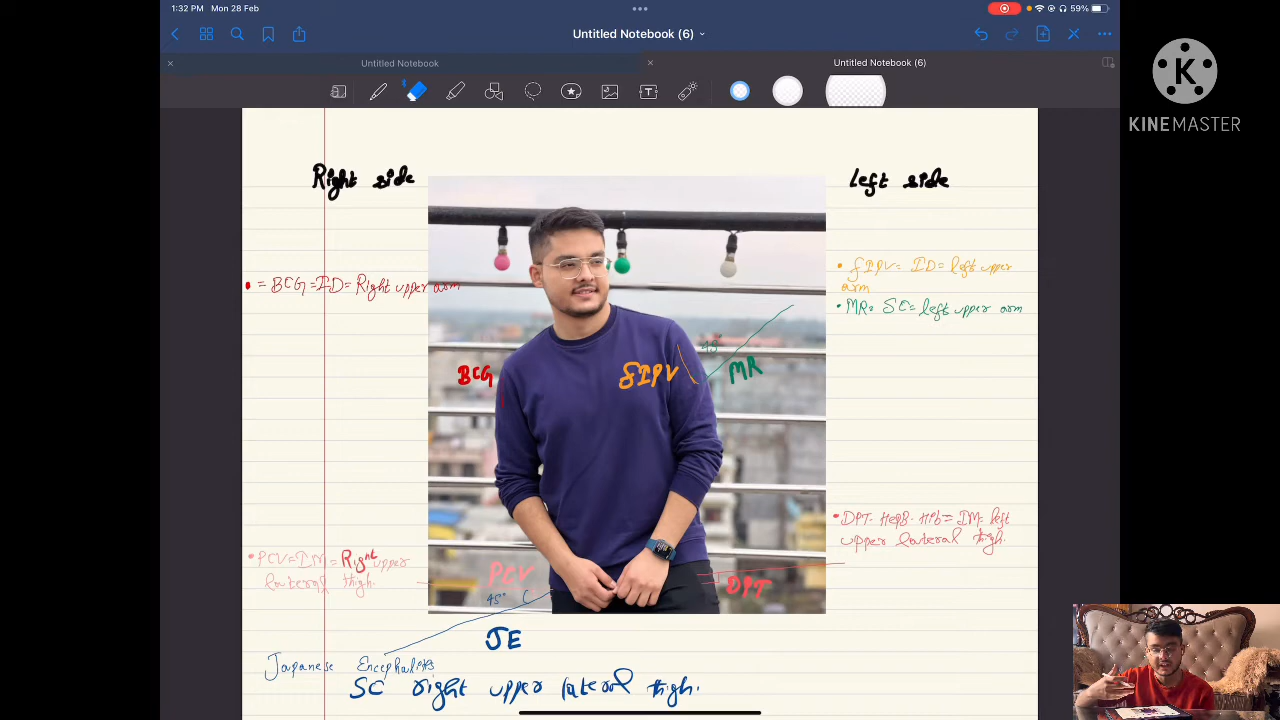 1:32 PM Mon 28 Feb
59%
Untitled Notebook (6)
Untitled Notebook
Untitled Notebook (6)
K
KINEMASTER
Right side
Left side
• = BCG = ID = Right upper arm
• fIPV = ID = left upper
arm
• MR = SC = left upper arm
45°
BCG
fIPV
MR
• DPT. HepB. Hib = IM = left
upper lateral thigh.
• PCV = IM = Right upper
lateral thigh.
PCV
DPT
45°
JE
Japanese Encephalitis
SC right upper lateral thigh.